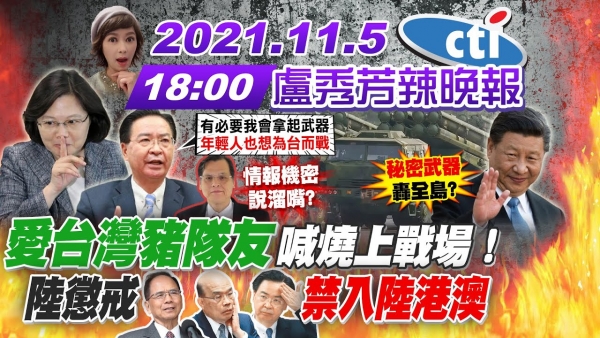 2021.11.5
cti
18:00 盧秀芳辣晚報
有必要我會拿起武器
年輕人也想為台而戰
情報機密
說溜嘴?
秘密武器
轟全島?
愛台灣豬隊友喊燒上戰場!
陸懲戒 禁入陸港澳